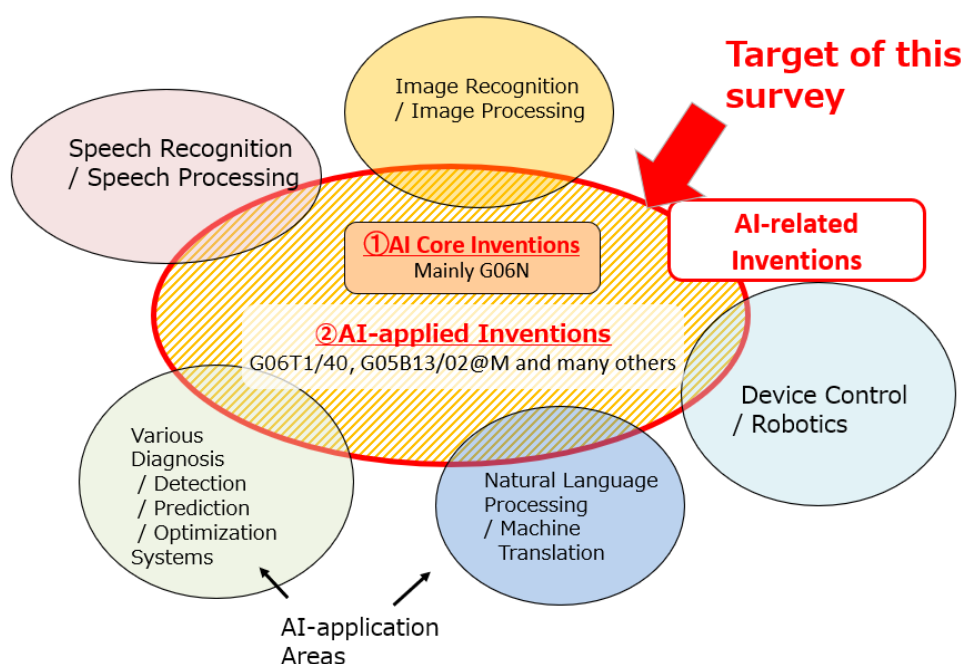 Target of this
survey
Image Recognition
/ Image Processing
Speech Recognition
/ Speech Processing
AI-related
Inventions
①AI Core Inventions
Mainly G06N
②AI-applied Inventions
G06T1/40, G05B13/02@M and many others
Device Control
/ Robotics
Various
Diagnosis
/ Detection
/ Prediction
/ Optimization
Systems
Natural Language
Processing
/ Machine
Translation
AI-application
Areas